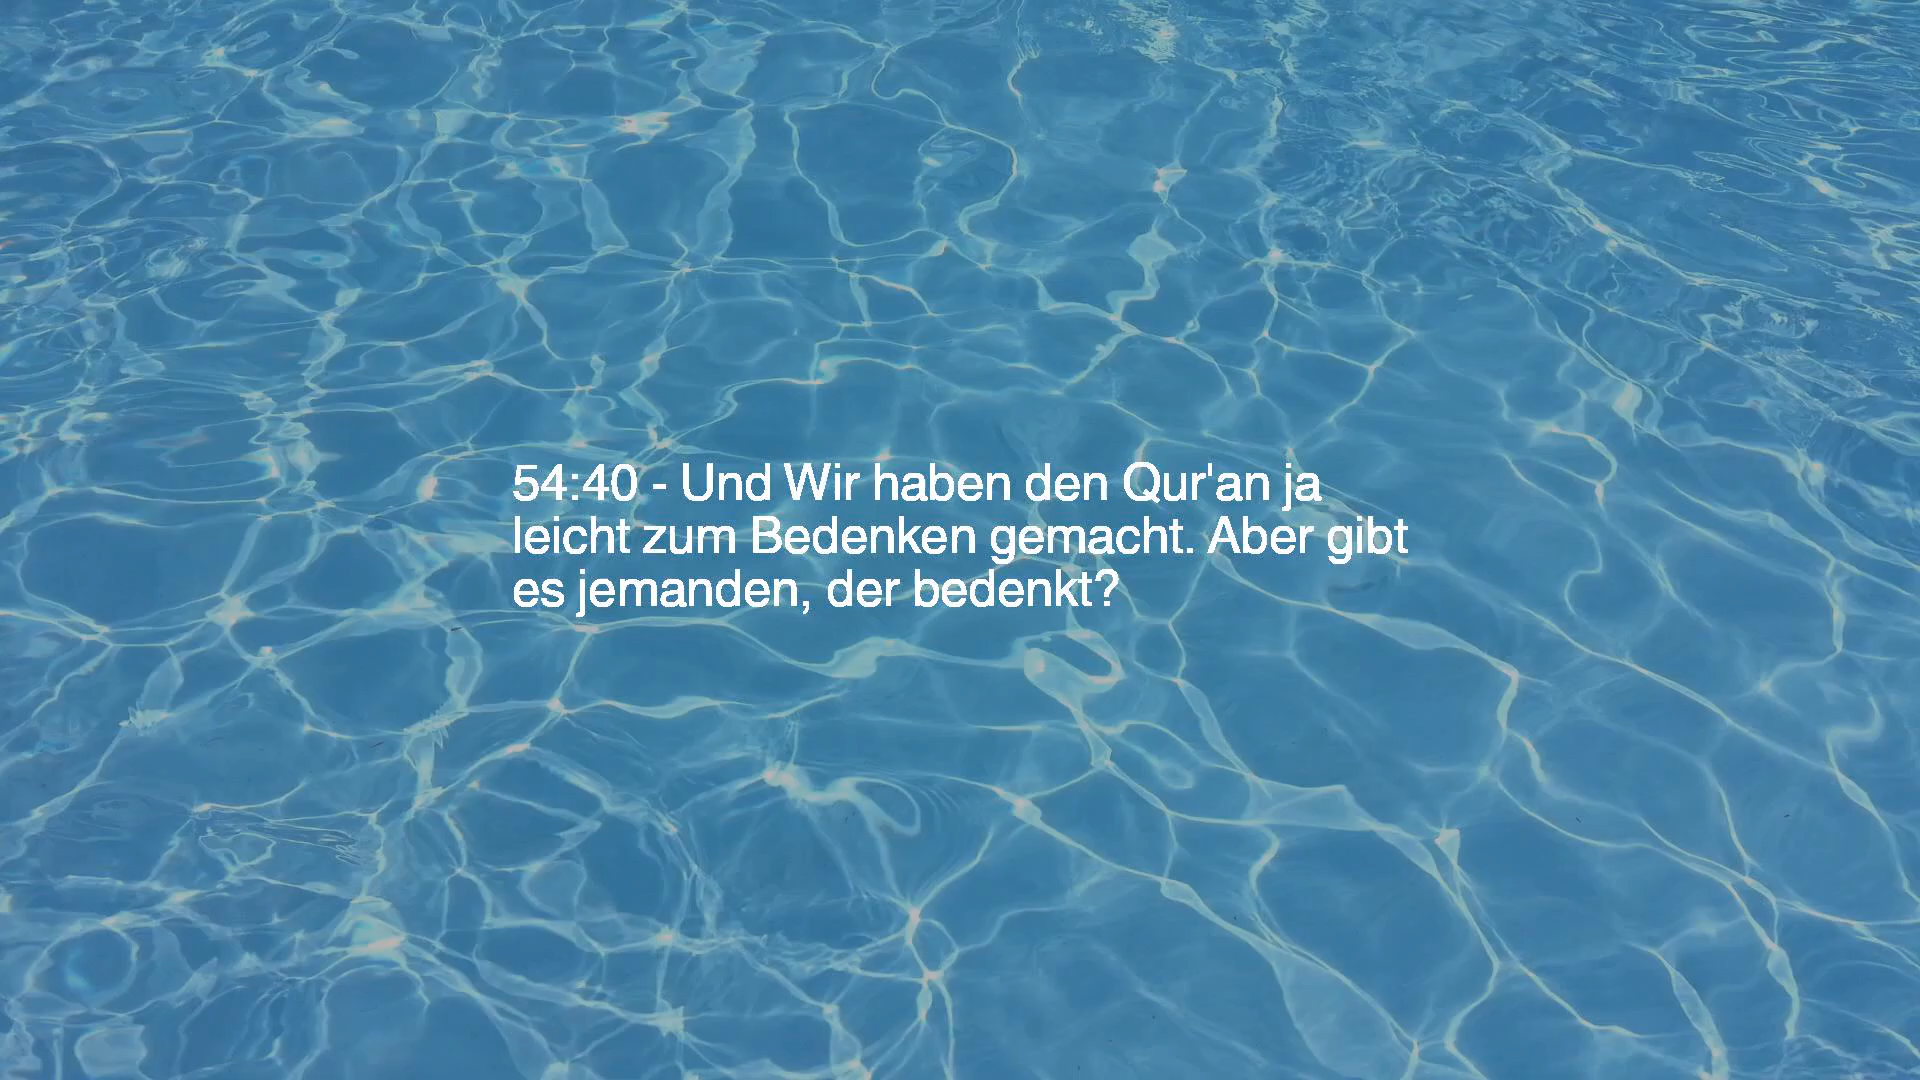 54:40 - Und Wir haben den Qur'an ja
leicht zum Bedenken gemacht. Aber gibt
es jemanden, der bedenkt?